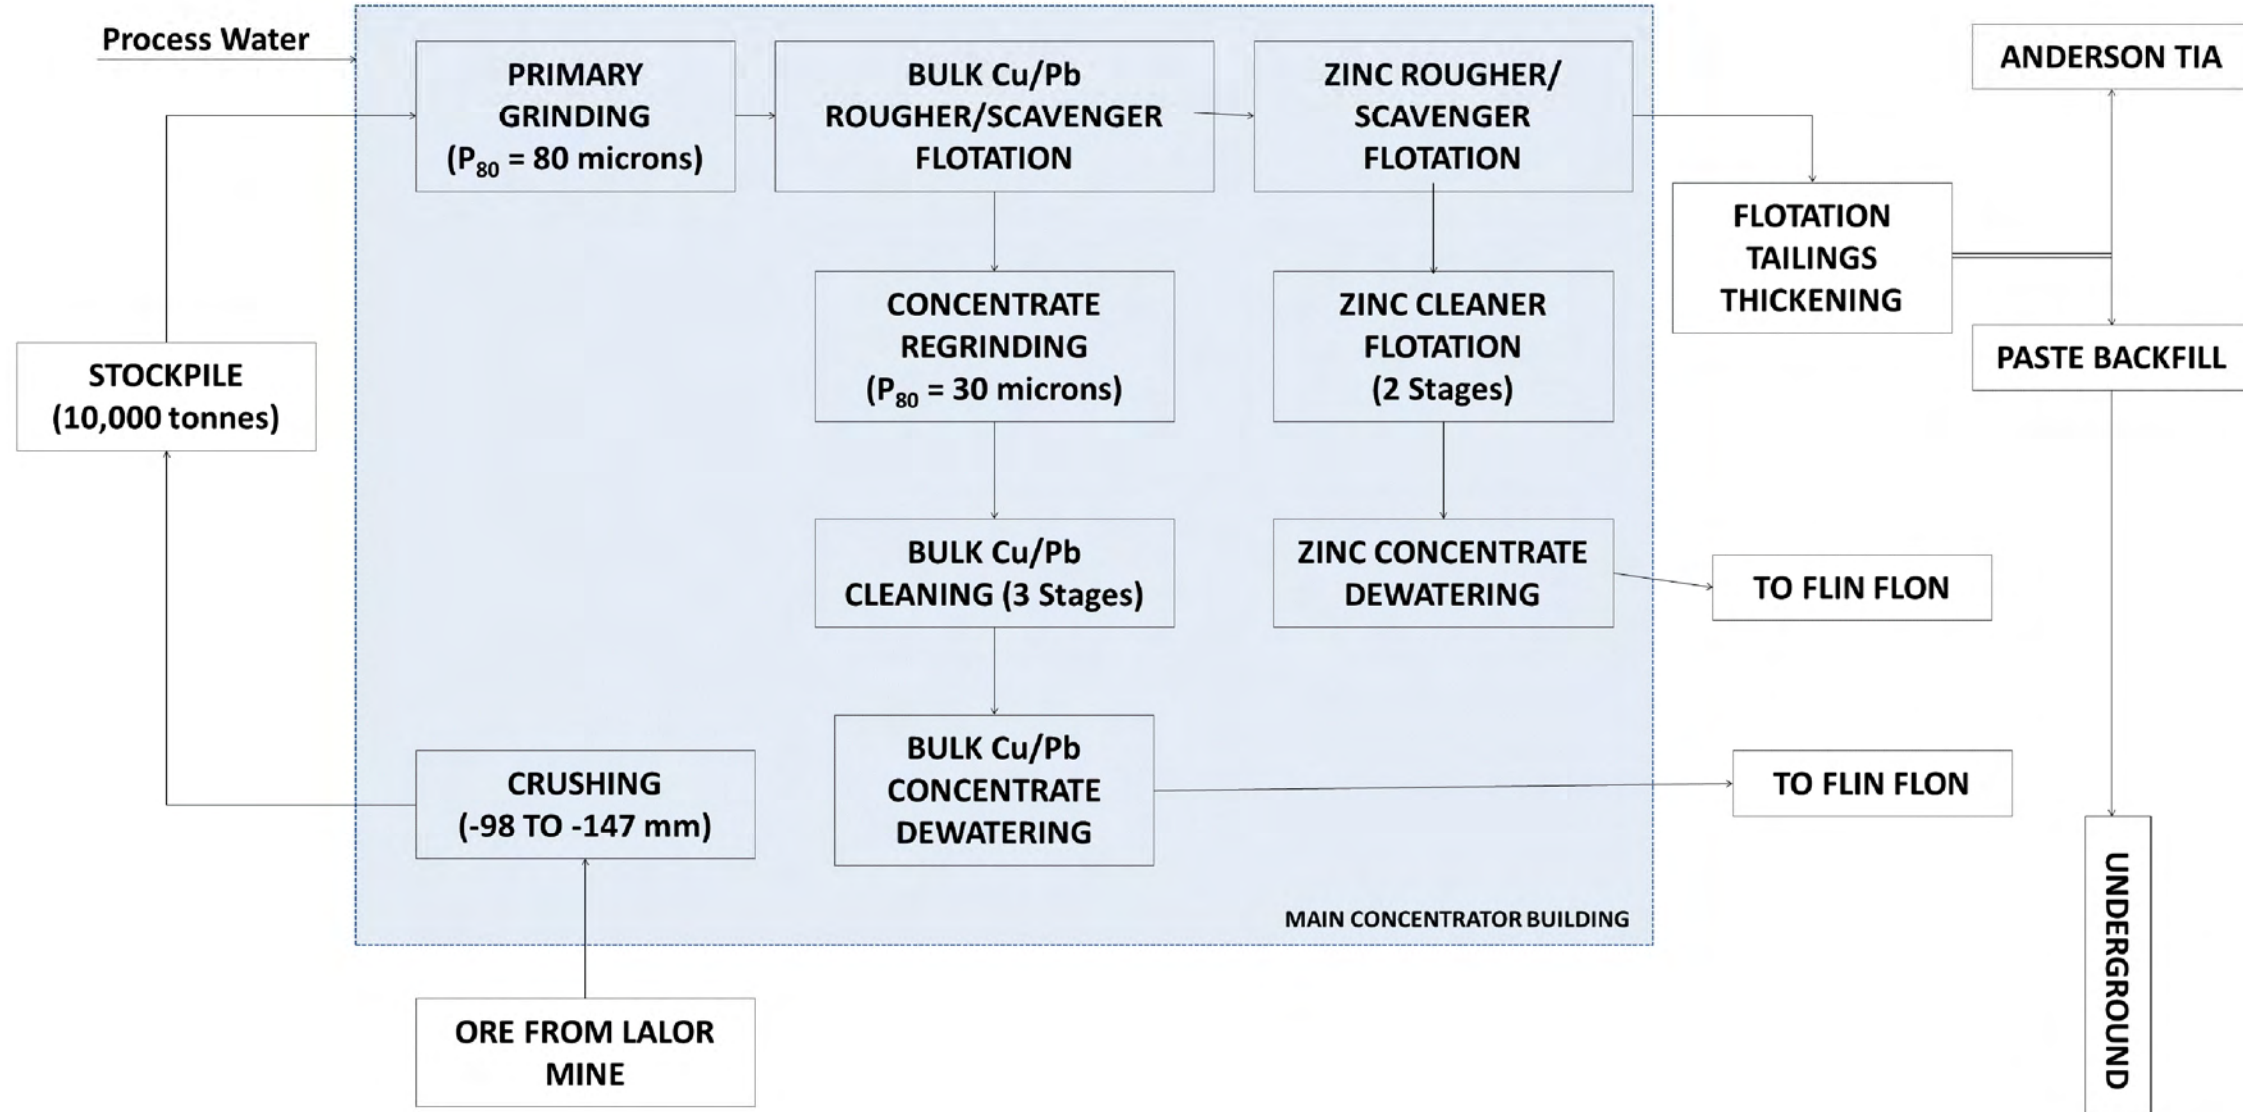 Process Water
PRIMARY
GRINDING
(P80 = 80 microns)
BULK Cu/Pb
ROUGHER/SCAVENGER
FLOTATION
ZINC ROUGHER/
SCAVENGER
FLOTATION
ANDERSON TIA
FLOTATION
TAILINGS
THICKENING
CONCENTRATE
REGRINDING
(P80 = 30 microns)
ZINC CLEANER
FLOTATION
(2 Stages)
PASTE BACKFILL
STOCKPILE
(10,000 tonnes)
BULK Cu/Pb
CLEANING (3 Stages)
ZINC CONCENTRATE
DEWATERING
TO FLIN FLON
CRUSHING
(-98 TO -147 mm)
BULK Cu/Pb
CONCENTRATE
DEWATERING
TO FLIN FLON
UNDERGROUND
MAIN CONCENTRATOR BUILDING
ORE FROM LALOR
MINE